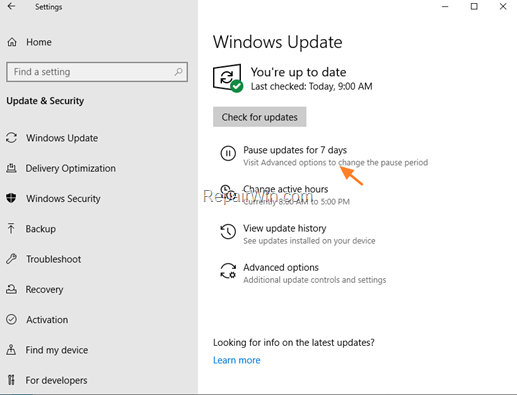 Settings
Home
Find a setting
Update & Security
Windows Update
Delivery Optimization
Windows Security
Backup
Troubleshoot
Recovery
Activation
Find my device
For developers
Windows Update
You're up to date
Last checked: Today, 9:00 AM
Check for updates
Pause updates for 7 days
Visit Advanced options to change the pause period
Change active hours
Currently 8:00 AM to 5:00 PM
RepairWin.com
View update history
See updates installed on your device
Advanced options
Additional update controls and settings
Looking for info on the latest updates?
Learn more